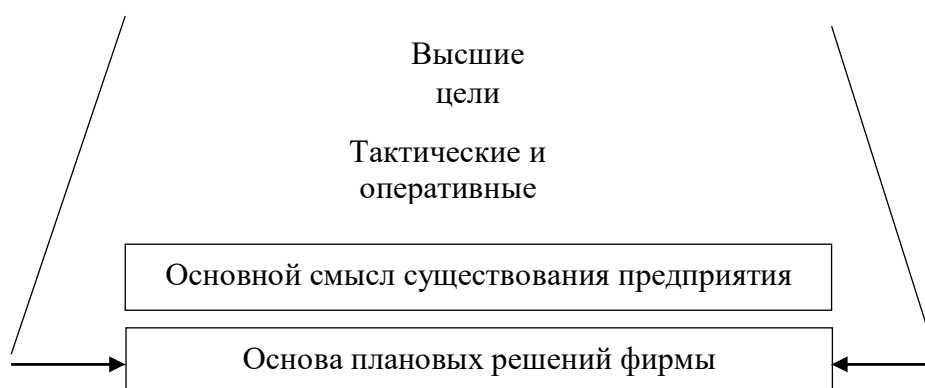 Высшие
цели
Тактические и
оперативные
Основной смысл существования предприятия
Основа плановых решений фирмы